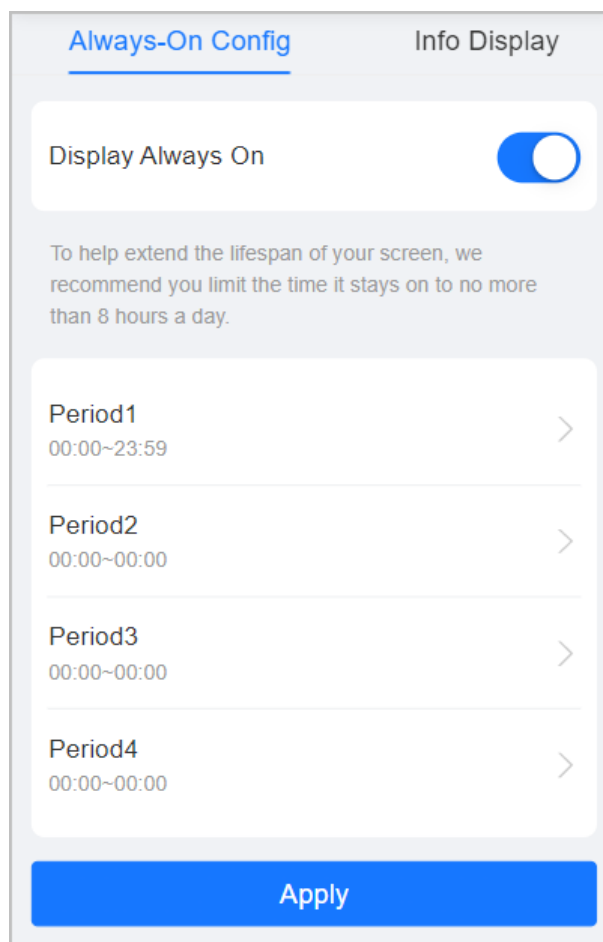 Always-On Config Info Display
Display Always On
To help extend the lifespan of your screen, we
recommend you limit the time it stays on to no more
than 8 hours a day.
Period1
00:00~23:59
Period2
00:00~00:00
Period3
00:00~00:00
Period4
00:00~00:00
Apply